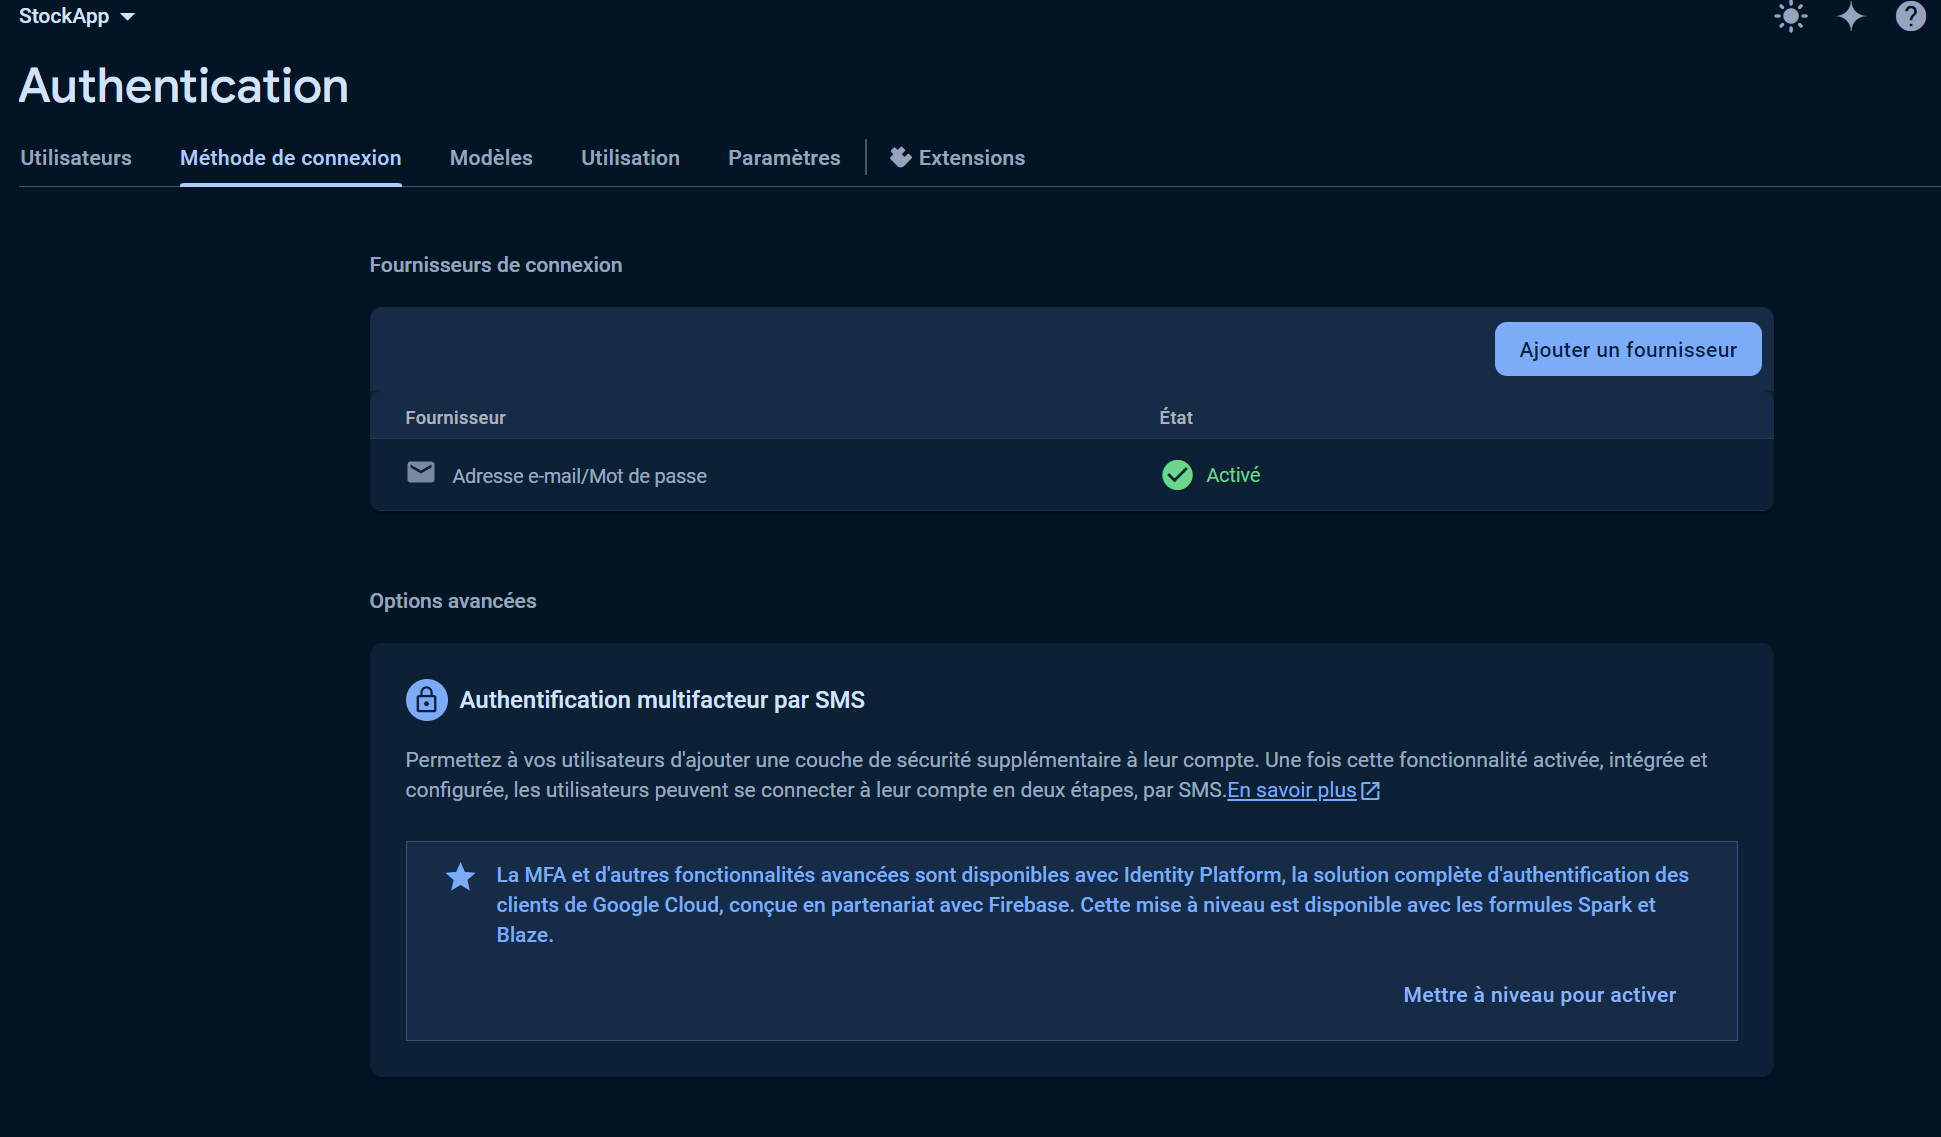 StockApp
Authentication
Utilisateurs
Méthode de connexion
Modèles
Utilisation
Paramètres
Extensions
Fournisseurs de connexion
Ajouter un fournisseur
Fournisseur
État
Adresse e-mail/Mot de passe
Activé
Options avancées
Authentification multifacteur par SMS
Permettez à vos utilisateurs d'ajouter une couche de sécurité supplémentaire à leur compte. Une fois cette fonctionnalité activée, intégrée et
configurée, les utilisateurs peuvent se connecter à leur compte en deux étapes, par SMS.En savoir plus
La MFA et d'autres fonctionnalités avancées sont disponibles avec Identity Platform, la solution complète d'authentification des
clients de Google Cloud, conçue en partenariat avec Firebase. Cette mise à niveau est disponible avec les formules Spark et
Blaze.
Mettre à niveau pour activer